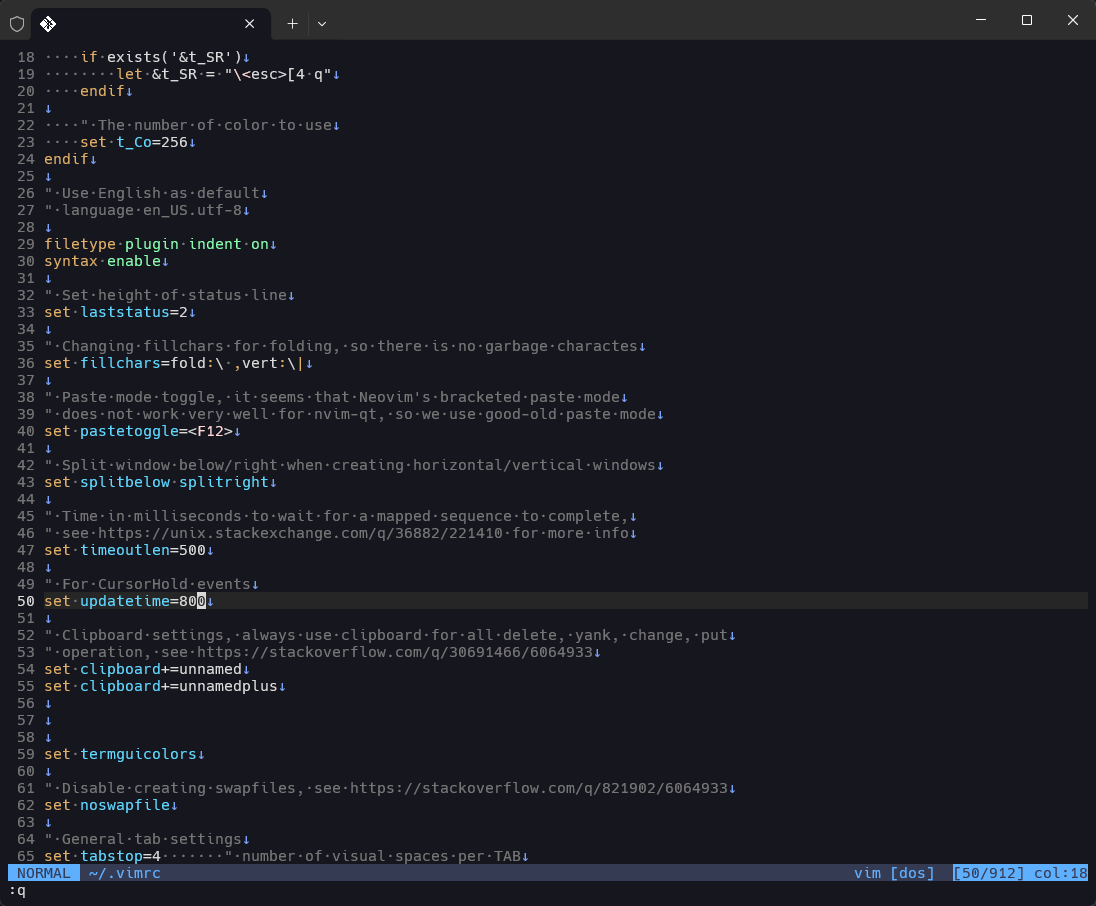 18 ····if·exists('&t_SR')↓
19 ········let·&t_SR·=·"\<esc>[4·q"↓
20 ····endif↓
21 ↓
22 ····"·The·number·of·color·to·use↓
23 ····set·t_Co=256↓
24 endif↓
25 ↓
26 "·Use·English·as·default↓
27 "·language·en_US.utf-8↓
28 ↓
29 filetype·plugin·indent·on↓
30 syntax·enable↓
31 ↓
32 "·Set·height·of·status·line↓
33 set·laststatus=2↓
34 ↓
35 "·Changing·fillchars·for·folding,·so·there·is·no·garbage·charactes↓
36 set·fillchars=fold:\·,vert:\|↓
37 ↓
38 "·Paste·mode·toggle,·it·seems·that·Neovim's·bracketed·paste·mode↓
39 "·does·not·work·very·well·for·nvim-qt,·so·we·use·good-old·paste·mode↓
40 set·pastetoggle=<F12>↓
41 ↓
42 "·Split·window·below/right·when·creating·horizontal/vertical·windows↓
43 set·splitbelow·splitright↓
44 ↓
45 "·Time·in·milliseconds·to·wait·for·a·mapped·sequence·to·complete,↓
46 "·see·https://unix.stackexchange.com/q/36882/221410·for·more·info↓
47 set·timeoutlen=500↓
48 ↓
49 "·For·CursorHold·events↓
50 set·updatetime=800↓
51 ↓
52 "·Clipboard·settings,·always·use·clipboard·for·all·delete,·yank,·change,·put↓
53 "·operation,·see·https://stackoverflow.com/q/30691466/6064933↓
54 set·clipboard+=unnamed↓
55 set·clipboard+=unnamedplus↓
56 ↓
57 ↓
58 ↓
59 set·termguicolors↓
60 ↓
61 "·Disable·creating·swapfiles,·see·https://stackoverflow.com/q/821902/6064933↓
62 set·noswapfile↓
63 ↓
64 "·General·tab·settings↓
65 set·tabstop=4·······"·number·of·visual·spaces·per·TAB↓
NORMAL ~/.vimrc vim [dos] [50/912] col:18
:q